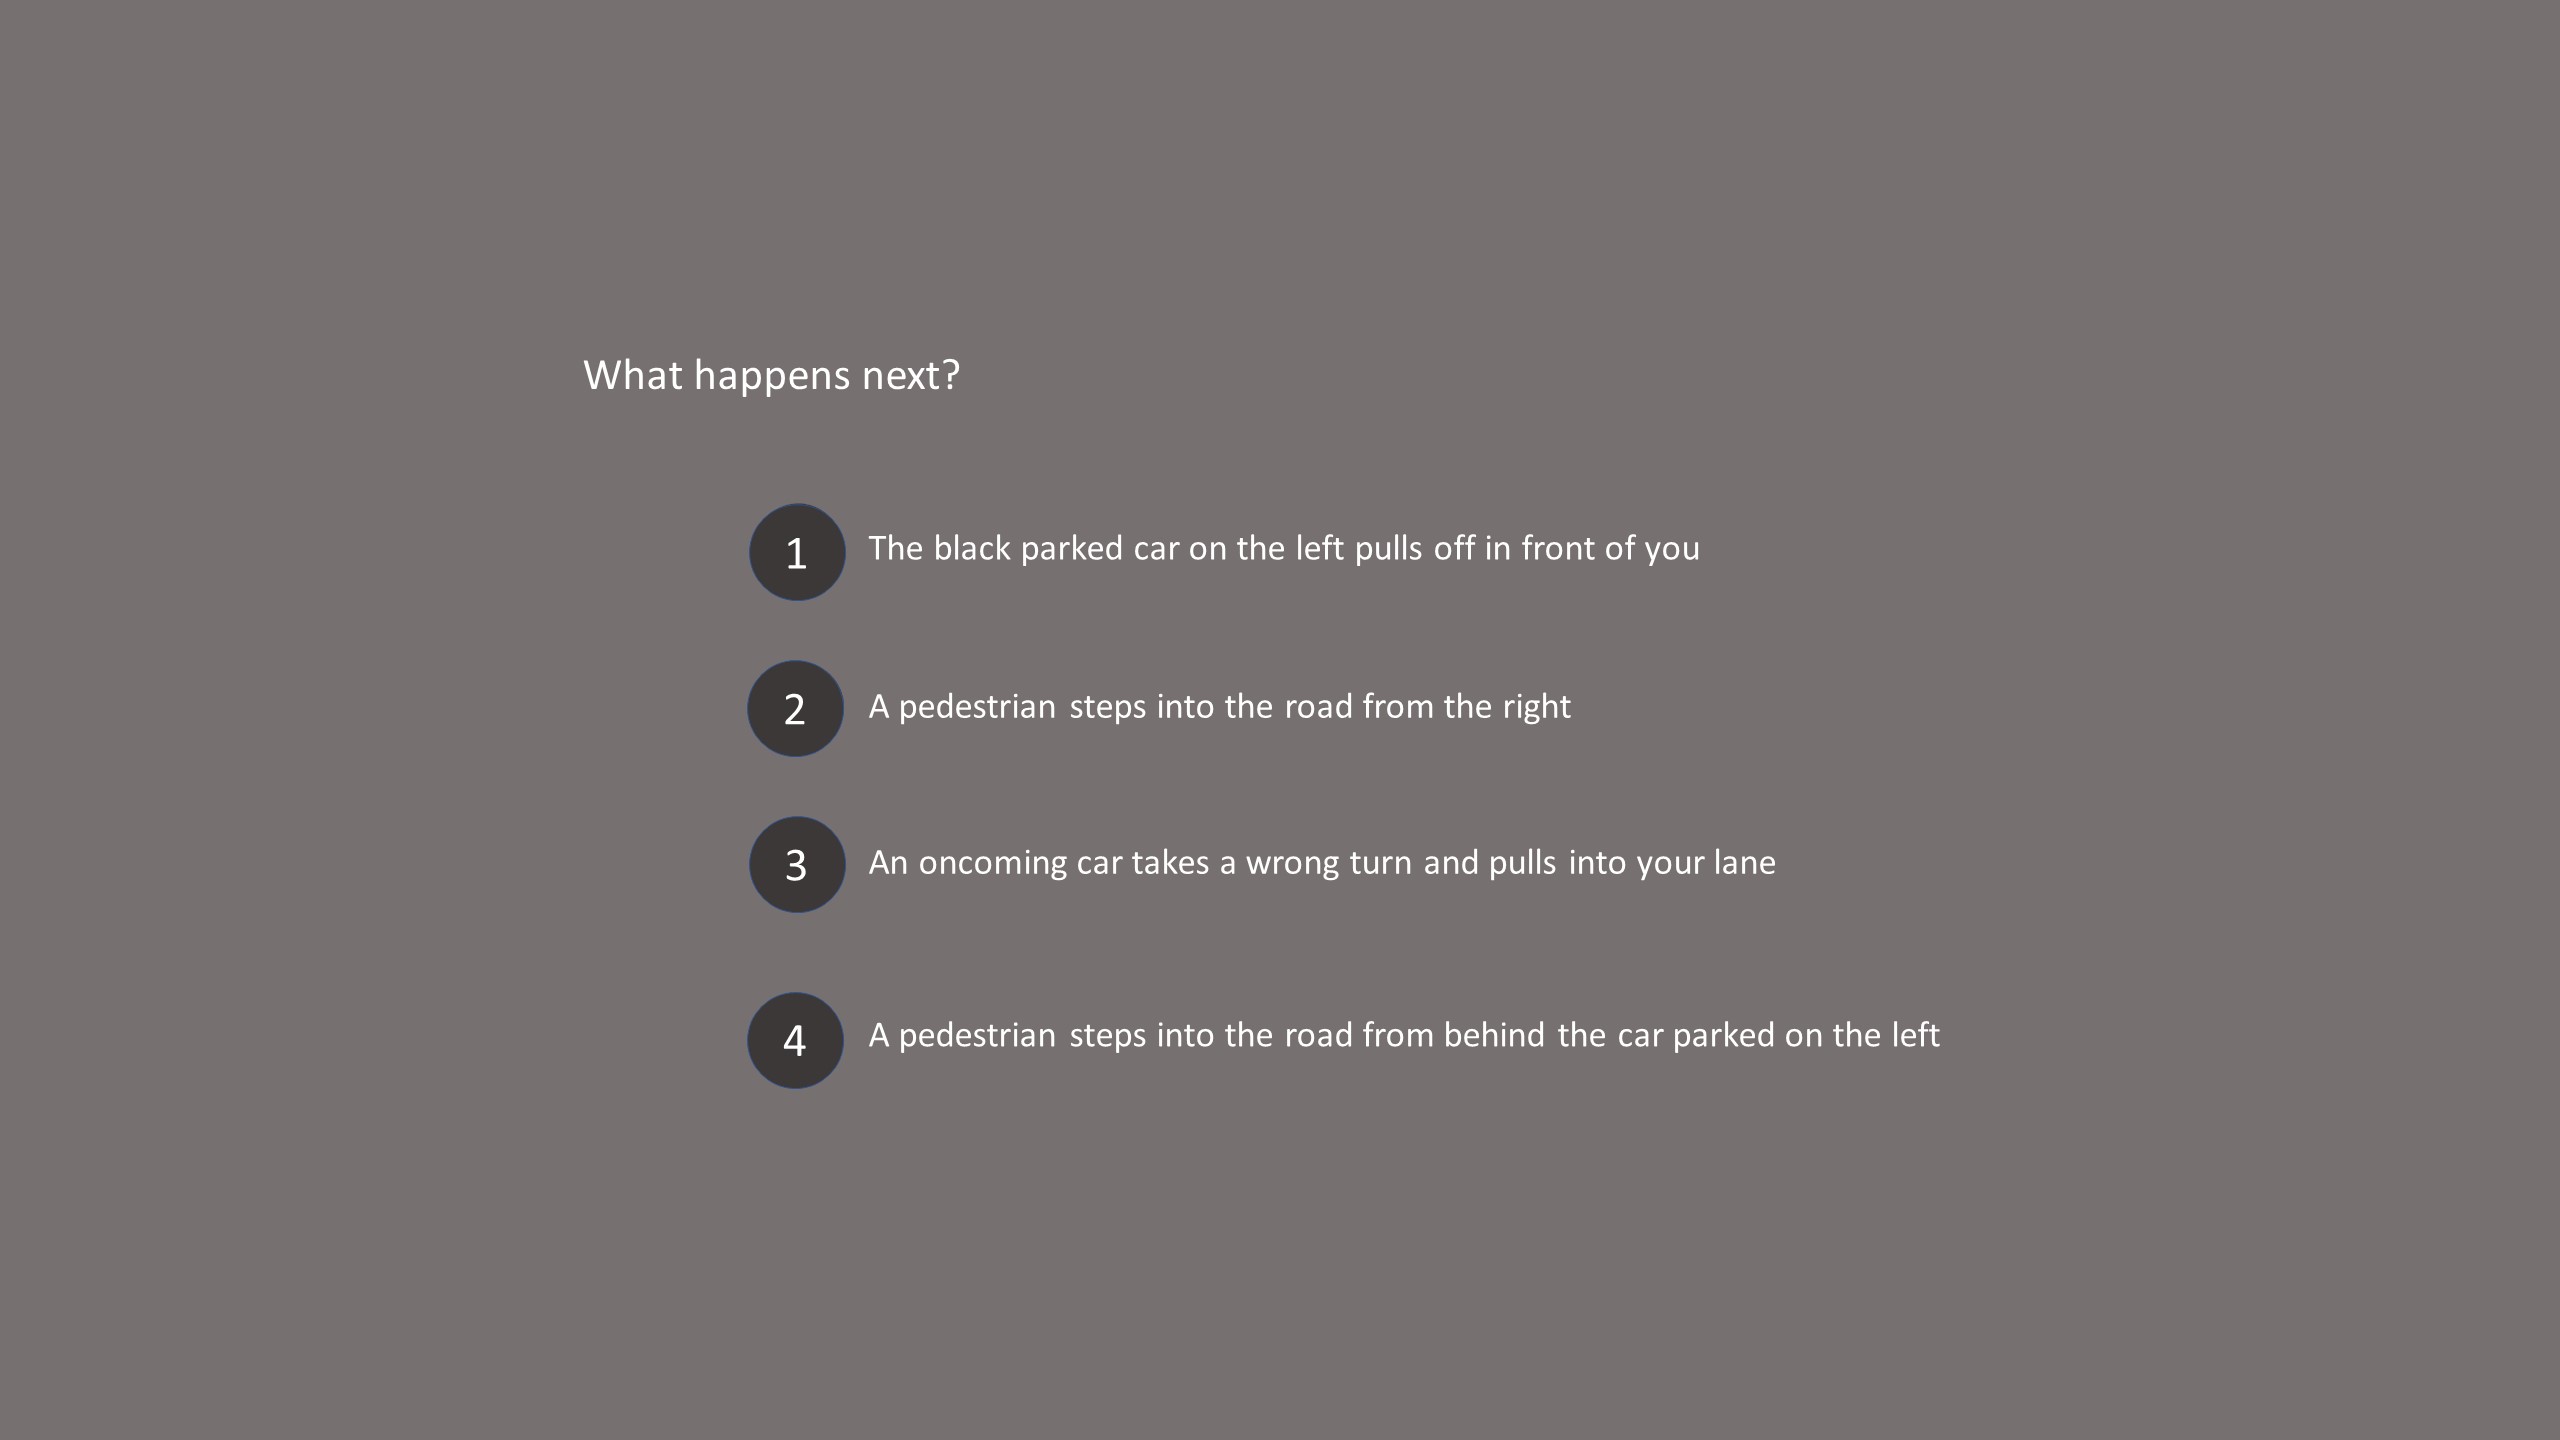 What happens next?
1 The black parked car on the left pulls off in front of you
2 A pedestrian steps into the road from the right
3 An oncoming car takes a wrong turn and pulls into your lane
4 A pedestrian steps into the road from behind the car parked on the left